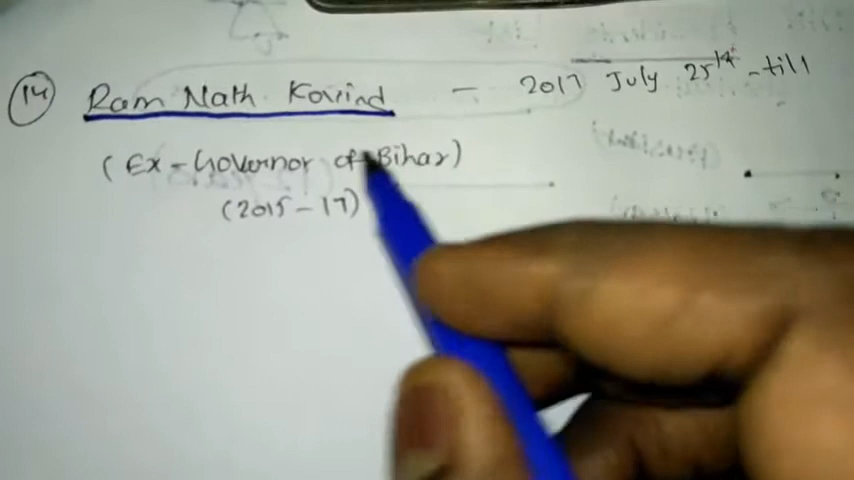 14 Ram Nath Kovind - 2017 July 25th - till
(Ex-Governor of Bihar)
(2015-17)